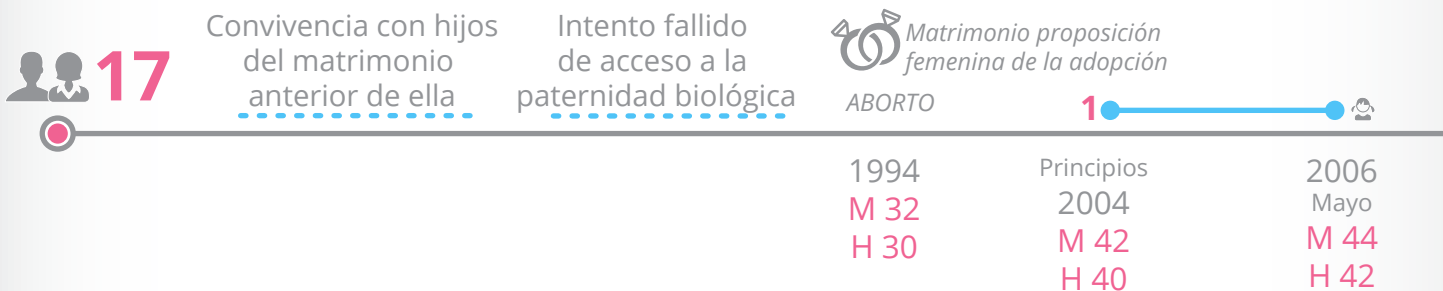 17
Convivencia con hijos
del matrimonio
anterior de ella
Intento fallido
de acceso a la
paternidad biológica
Matrimonio proposición
femenina de la adopción
ABORTO
1
1994
M 32
H 30
Principios
2004
M 42
H 40
2006
Mayo
M 44
H 42